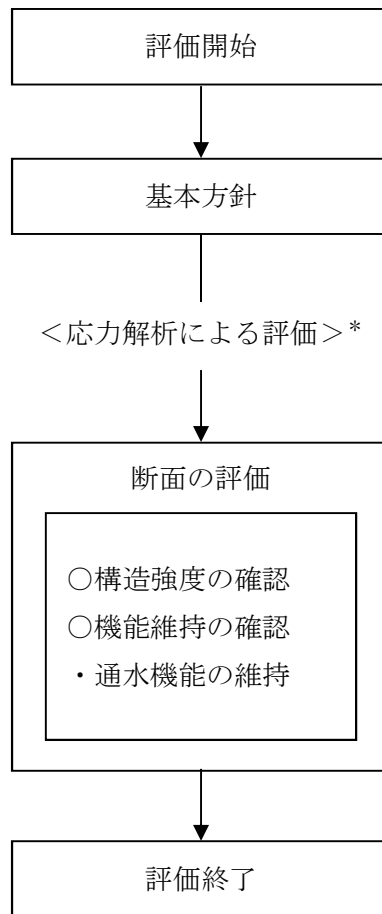 評価開始
基本方針
＜応力解析による評価＞*
断面の評価
○構造強度の確認
○機能維持の確認
・通水機能の維持
評価終了